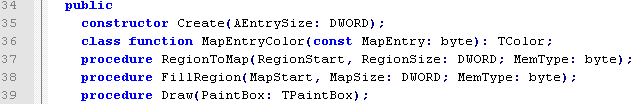 34 public
35 constructor Create(AEntrySize: DWORD);
36 class function MapEntryColor(const MapEntry: byte): TColor;
37 procedure RegionToMap(RegionStart, RegionSize: DWORD; MemType: byte);
38 procedure FillRegion(MapStart, MapSize: DWORD; MemType: byte);
39 procedure Draw(PaintBox: TPaintBox);